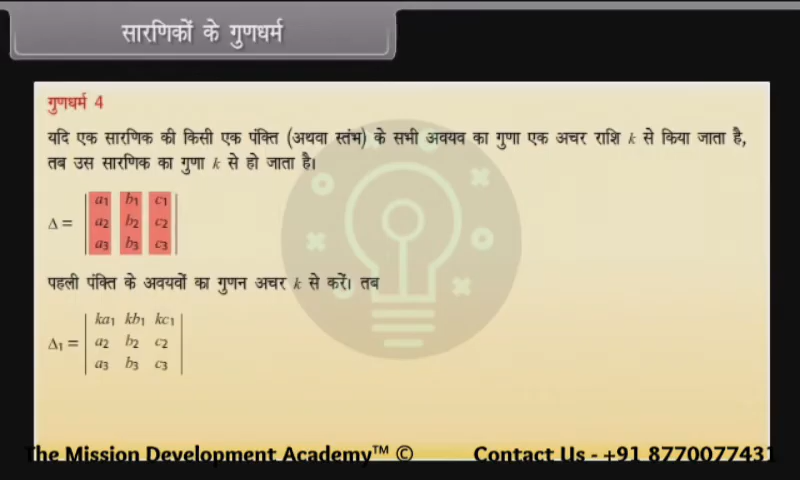 सारणिकों के गुणधर्म
गुणधर्म 4
यदि एक सारणिक की किसी एक पंक्ति (अथवा स्तंभ) के सभी अवयव का गुणा एक अचर राशि k से किया जाता है,
तब उस सारणिक का गुणा k से हो जाता है।
a₁ b₁ c₁
Δ = a₂ b₂ c₂
a₃ b₃ c₃
पहली पंक्ति के अवयवों का गुणन अचर k से करें। तब
ka₁ kb₁ kc₁
Δ₁ = a₂ b₂ c₂
a₃ b₃ c₃
The Mission Development Academy™ © Contact Us - +91 8770077431